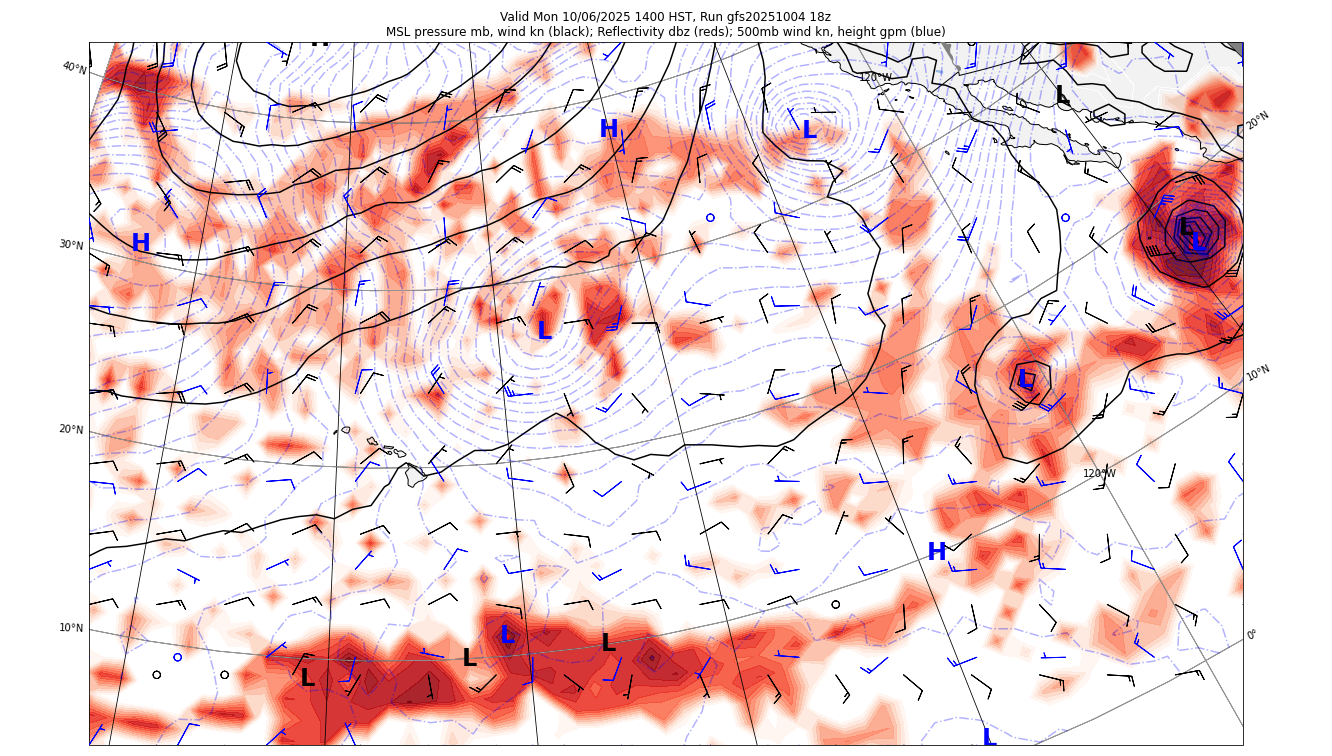 Valid Mon 10/06/2025 1400 HST, Run gfs20251004 18z
MSL pressure mb, wind kn (black); Reflectivity dbz (reds); 500mb wind kn, height gpm (blue)
H
40°N
120°W
L
20°N
H
L
L
L
H
30°N
L
L
10°N
20°N
120°W
H
10°N
L
L
L
L
0°
L